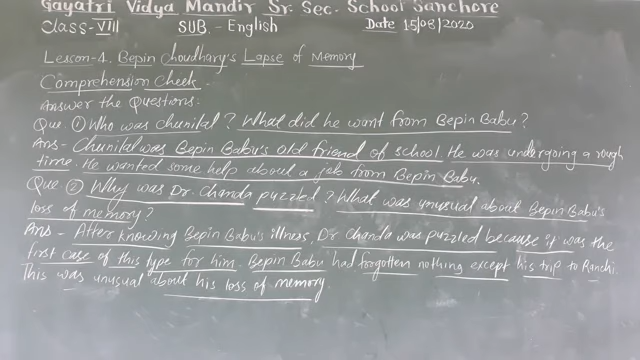 Gayatri Vidya Mandir Sr. Sec. School Sanchore
Class-VIII SUB.- English Date 15/08/2020
Lesson-4. Bepin Choudhary's Lapse of Memory
Comprehension Check.
Answer the Questions:
Que. ① Who was Chunilal? What did he want from Bepin Babu?
Ans- Chunilal was Bepin Babu's old friend of school. He was undergoing a rough
time. He wanted some help about a job from Bepin Babu.
Que. ② Why was Dr. Chanda puzzled? What was unusual about Bepin Babu's
loss of memory?
Ans- After knowing Bepin Babu's illness, Dr Chanda was puzzled because it was the
first case of this type for him. Bepin Babu had forgotten nothing except his trip to Ranchi.
This was unusual about his loss of memory.